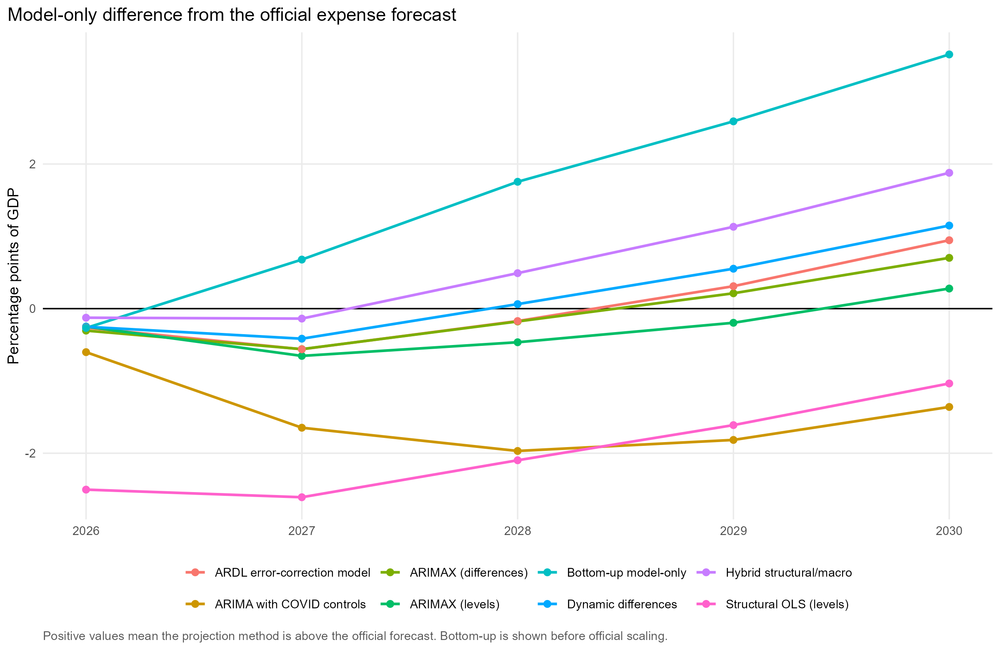 Model-only difference from the official expense forecast
Percentage points of GDP
2
0
-2
2026 2027 2028 2029 2030
ARDL error-correction model ARIMAX (differences) Bottom-up model-only Hybrid structural/macro
ARIMA with COVID controls ARIMAX (levels) Dynamic differences Structural OLS (levels)
Positive values mean the projection method is above the official forecast. Bottom-up is shown before official scaling.